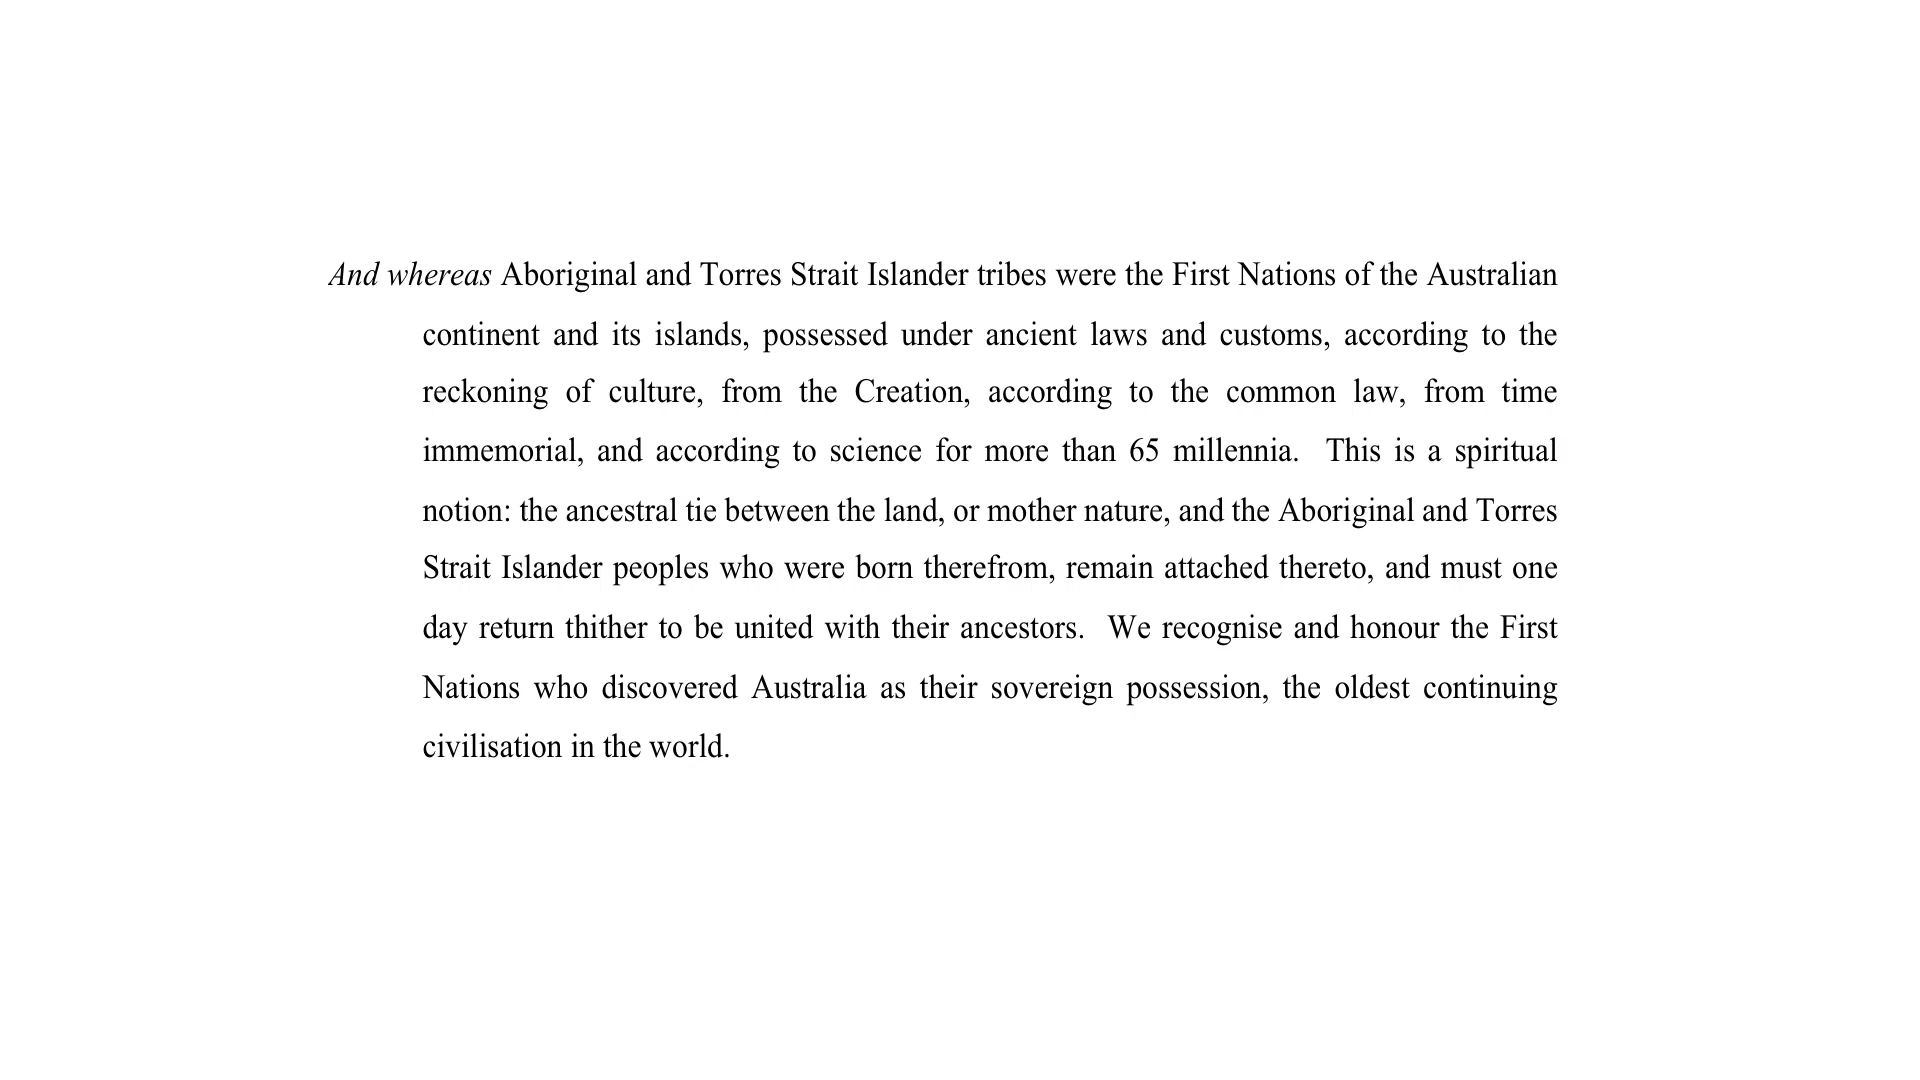 And whereas Aboriginal and Torres Strait Islander tribes were the First Nations of the Australian
continent and its islands, possessed under ancient laws and customs, according to the
reckoning of culture, from the Creation, according to the common law, from time
immemorial, and according to science for more than 65 millennia.  This is a spiritual
notion: the ancestral tie between the land, or mother nature, and the Aboriginal and Torres
Strait Islander peoples who were born therefrom, remain attached thereto, and must one
day return thither to be united with their ancestors.  We recognise and honour the First
Nations who discovered Australia as their sovereign possession, the oldest continuing
civilisation in the world.